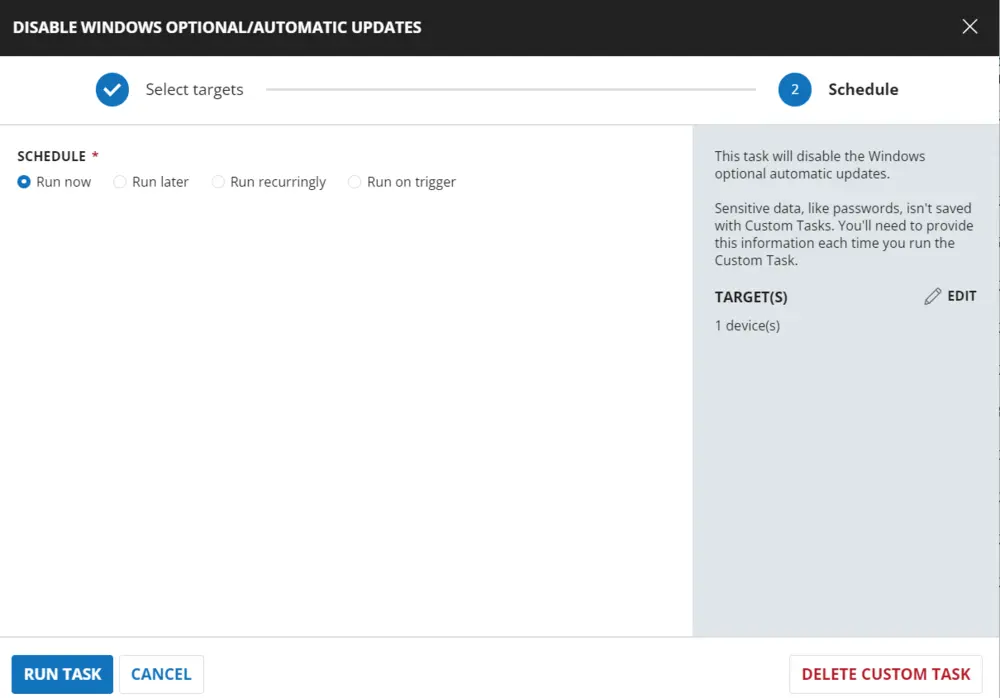 DISABLE WINDOWS OPTIONAL/AUTOMATIC UPDATES
Select targets
2
Schedule
SCHEDULE *
Run now
Run later
Run recurringly
Run on trigger
This task will disable the Windows
optional automatic updates.
Sensitive data, like passwords, isn't saved
with Custom Tasks. You'll need to provide
this information each time you run the
Custom Task.
TARGET(S)
EDIT
1 device(s)
RUN TASK
CANCEL
DELETE CUSTOM TASK